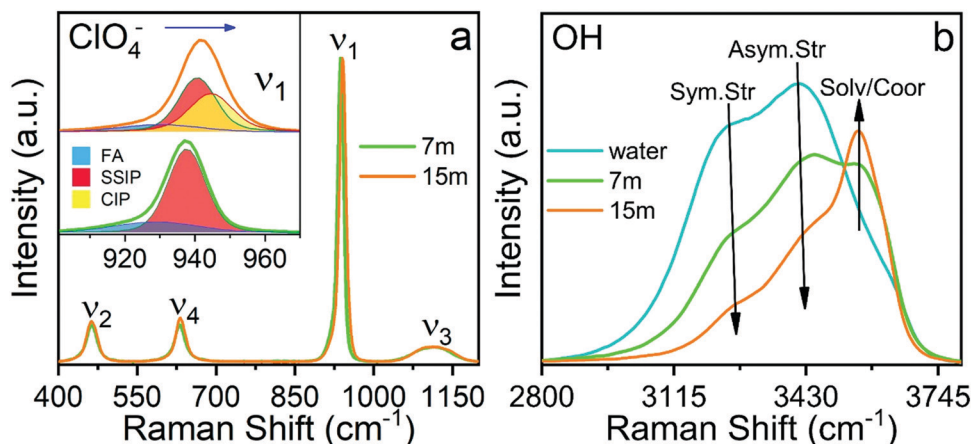 ClO₄⁻
ν₁
a
ν₁
7m
15m
FA
SSIP
CIP
920 940 960
ν₂
ν₄
ν₃
Intensity (a.u.)
400 550 700 850 1000 1150
Raman Shift (cm⁻¹)
OH
b
Asym.Str
Sym.Str
Solv/Coor
water
7m
15m
Intensity (a.u.)
2800 3115 3430 3745
Raman Shift (cm⁻¹)